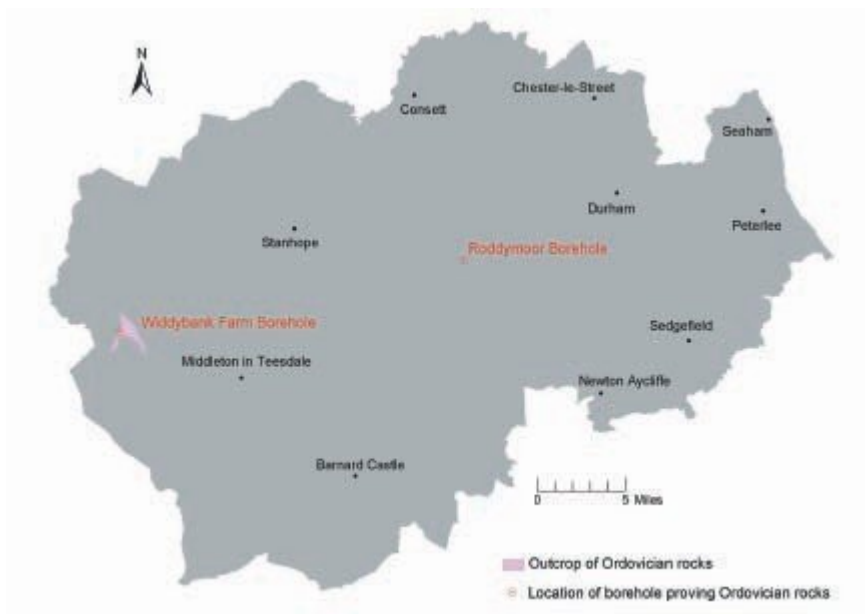 N
Consett
Chester-le-Street
Seaham
Durham
Peterlee
Stanhope
Roddymoor Borehole
Widdybank Farm Borehole
Sedgefield
Middleton in Teesdale
Newton Aycliffe
Barnard Castle
0 5 Miles
Outcrop of Ordovician rocks
Location of borehole proving Ordovician rocks